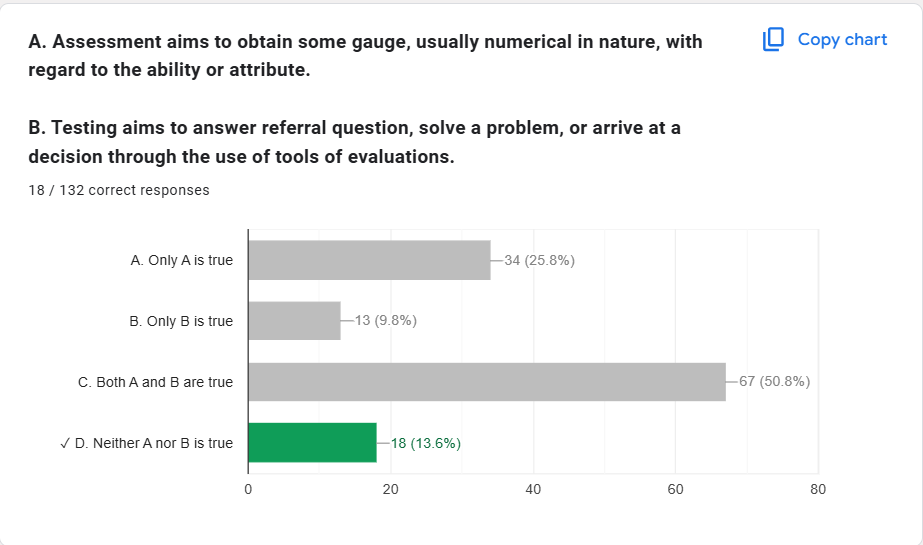 A. Assessment aims to obtain some gauge, usually numerical in nature, with
regard to the ability or attribute.
Copy chart
B. Testing aims to answer referral question, solve a problem, or arrive at a
decision through the use of tools of evaluations.
18 / 132 correct responses
A. Only A is true
34 (25.8%)
B. Only B is true
13 (9.8%)
C. Both A and B are true
67 (50.8%)
✓ D. Neither A nor B is true
18 (13.6%)
0 20 40 60 80